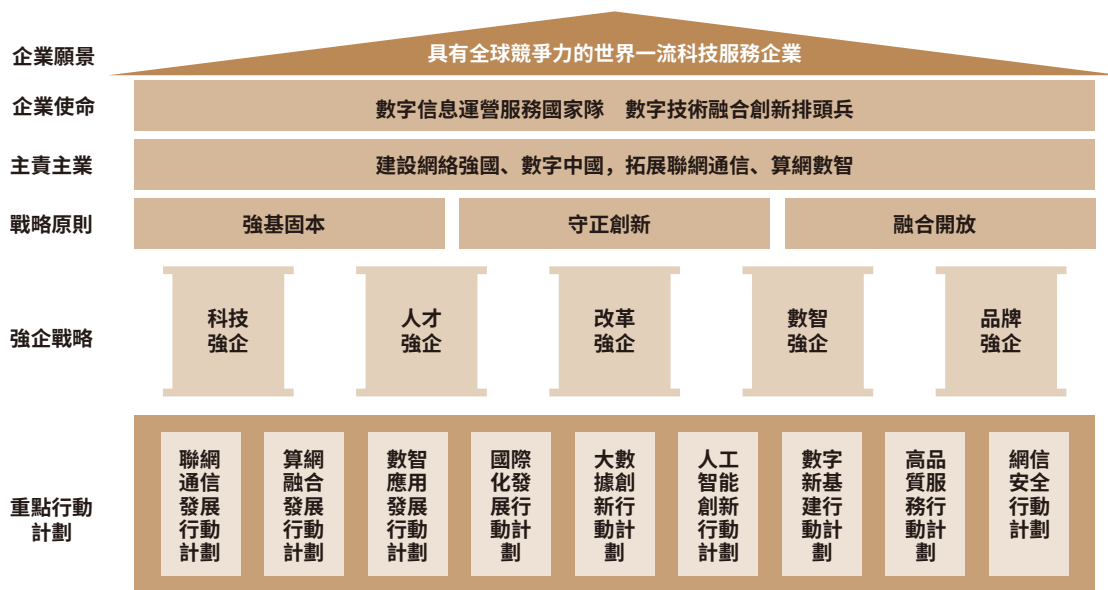 企業願景
具有全球競爭力的世界一流科技服務企業
企業使命
數字信息運營服務國家隊　數字技術融合創新排頭兵
主責主業
建設網絡強國、數字中國，拓展聯網通信、算網數智
戰略原則
強基固本
守正創新
融合開放
強企戰略
科技
強企
人才
強企
改革
強企
數智
強企
品牌
強企
重點行動
計劃
聯網
通信
發展
行動
計劃
算網
融合
發展
行動
計劃
數智
應用
發展
行動
計劃
國際
化發
展行
動計
劃
大數
據創
新行
動計
劃
人工
智能
創新
行動
計劃
數字
新基
建行
動計
劃
高品
質服
務行
動計
劃
網信
安全
行動
計劃